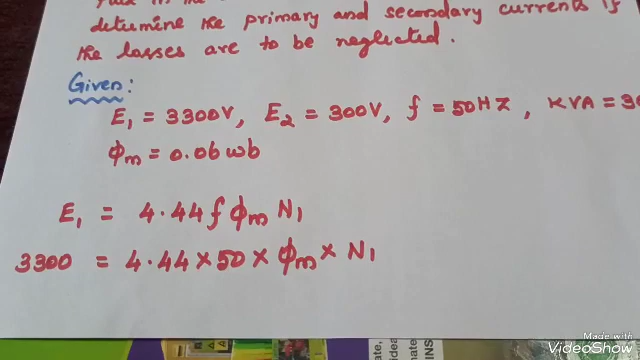 determine the primary and secondary currents if
the losses are to be neglected.
Given:
E₁ = 3300V, E₂ = 300V, f = 50HZ, KVA = 30
ϕm = 0.06 wb
E₁ = 4.44 f ϕm N₁
3300 = 4.44 × 50 × ϕm × N₁
Made with
VideoShow